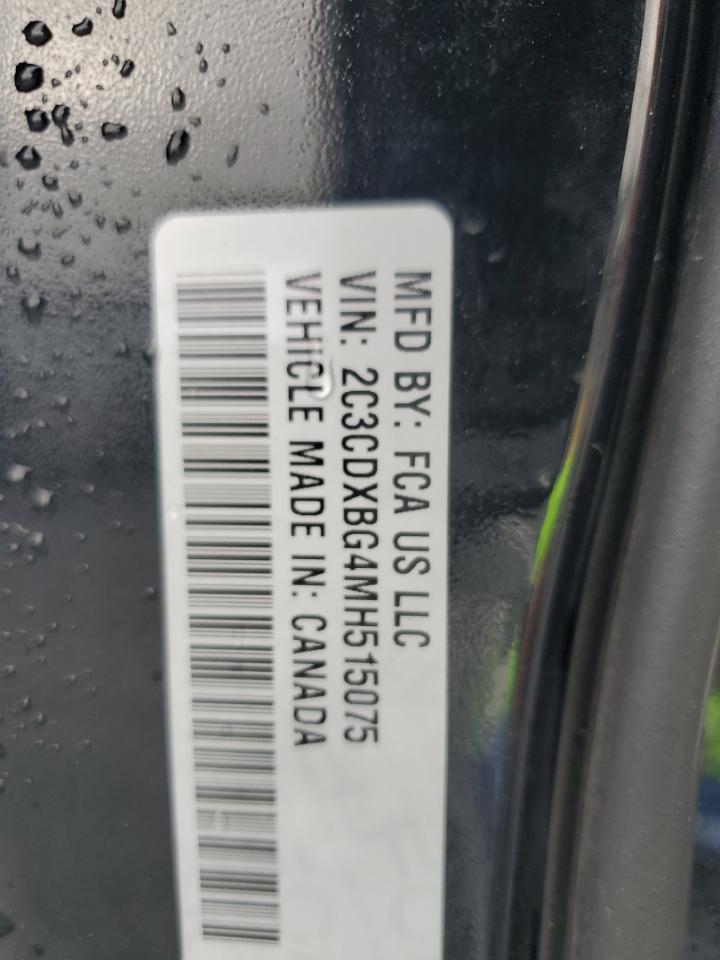 MFD BY: FCA US LLC
VIN: 2C3CDXBG4MH515075
VEHICLE MADE IN: CANADA